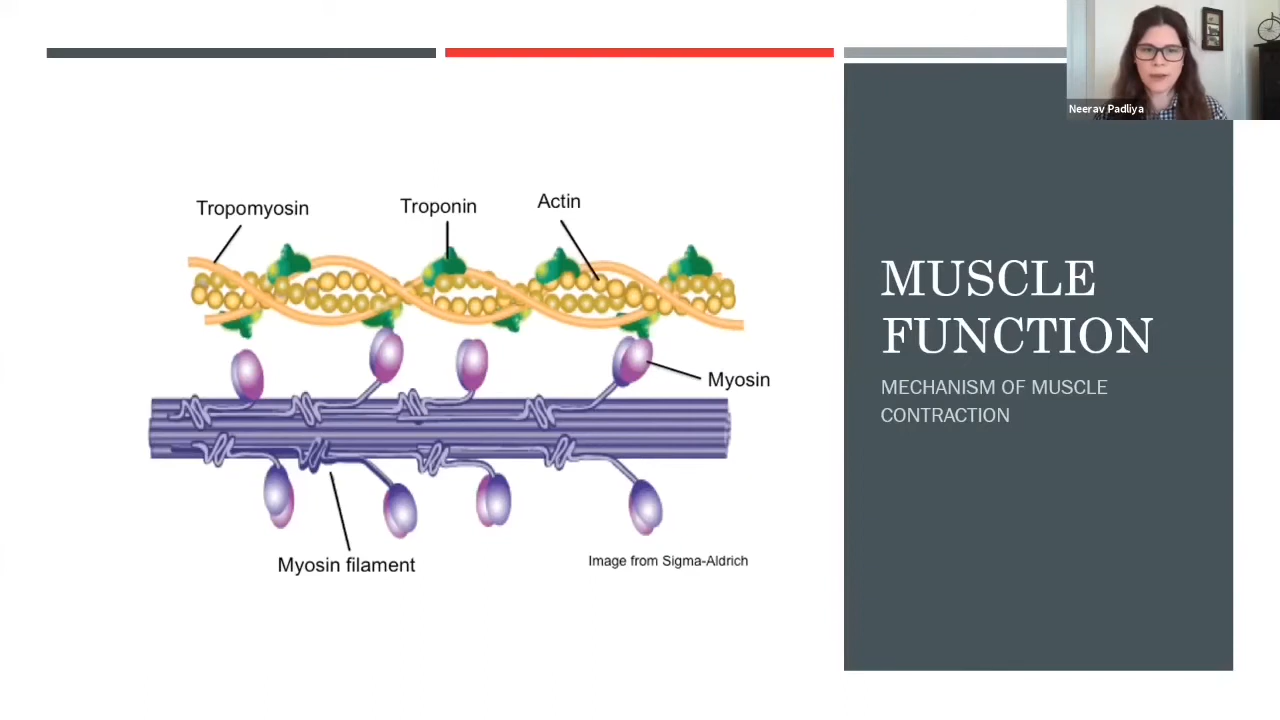 Neerav Padliya
Tropomyosin
Troponin
Actin
Myosin
Myosin filament
Image from Sigma-Aldrich
MUSCLE
FUNCTION
MECHANISM OF MUSCLE
CONTRACTION